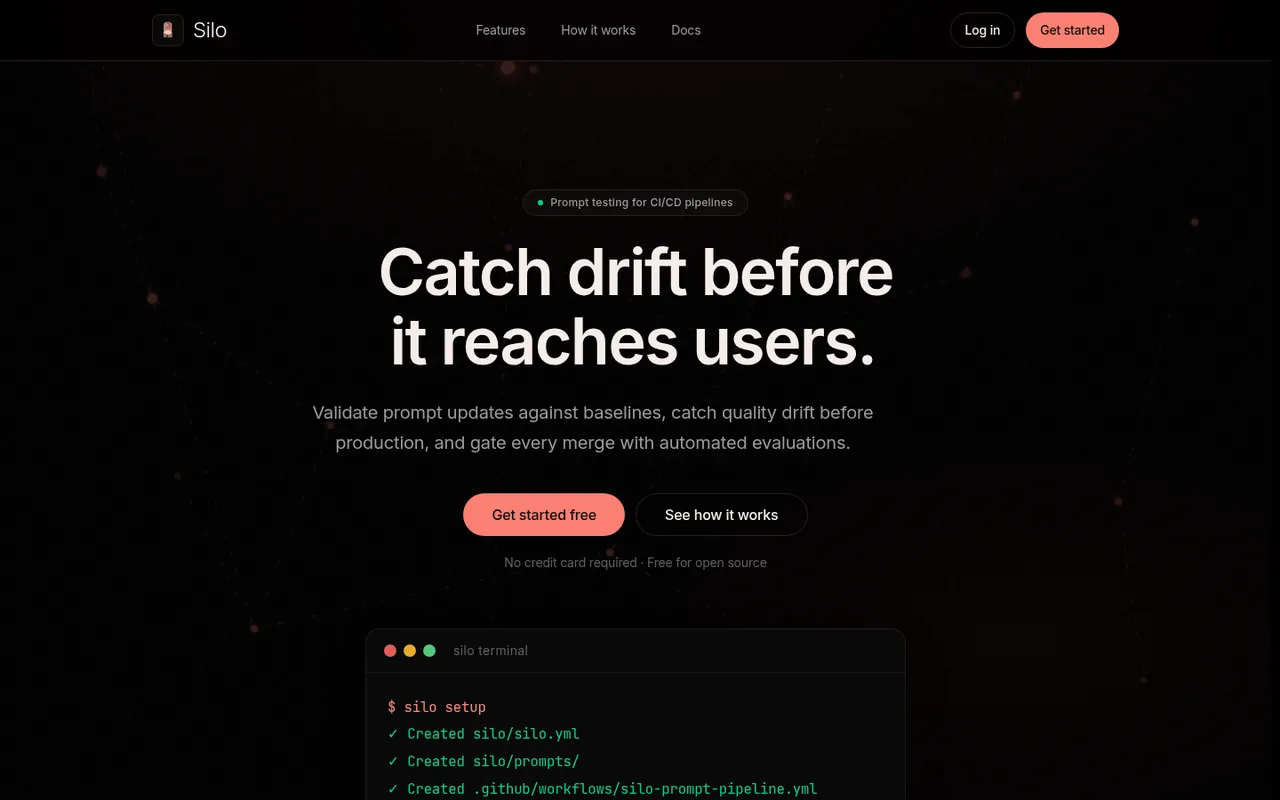 Silo
Features
How it works
Docs
Log in
Get started
Prompt testing for CI/CD pipelines
Catch drift before
it reaches users.
Validate prompt updates against baselines, catch quality drift before
production, and gate every merge with automated evaluations.
Get started free
See how it works
No credit card required · Free for open source
silo terminal
$ silo setup
✓ Created silo/silo.yml
✓ Created silo/prompts/
✓ Created .github/workflows/silo-prompt-pipeline.yml